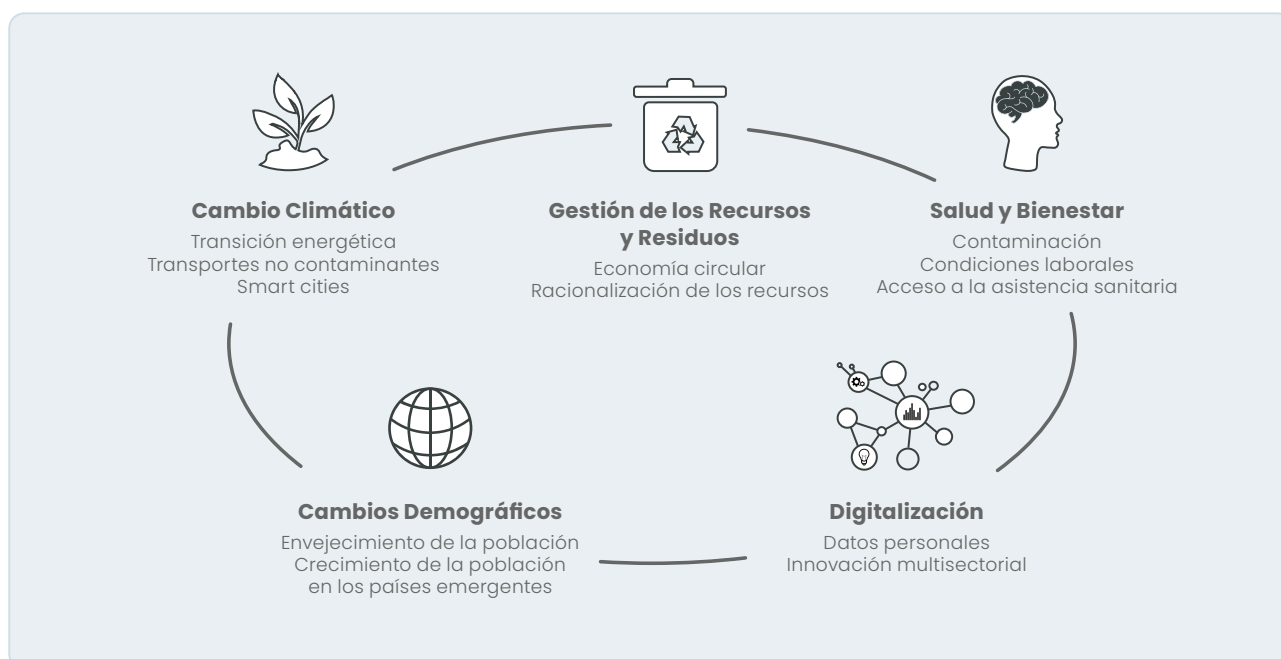 Cambio Climático
Transición energética
Transportes no contaminantes
Smart cities
Gestión de los Recursos
y Residuos
Economía circular
Racionalización de los recursos
Salud y Bienestar
Contaminación
Condiciones laborales
Acceso a la asistencia sanitaria
Cambios Demográficos
Envejecimiento de la población
Crecimiento de la población
en los países emergentes
Digitalización
Datos personales
Innovación multisectorial